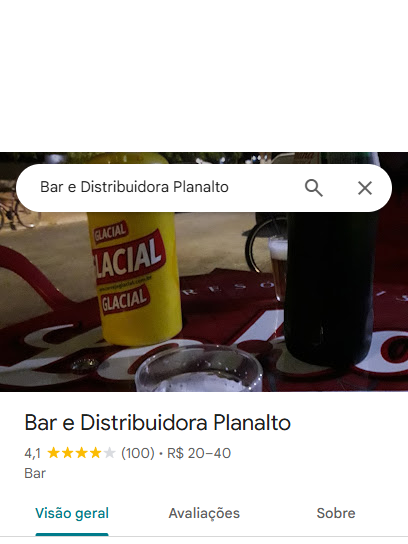 Bar e Distribuidora Planalto
GLACIAL
GLACIAL
GLACIAL
Bar e Distribuidora Planalto
4,1 (100) • R$ 20–40
Bar
Visão geral Avaliações Sobre